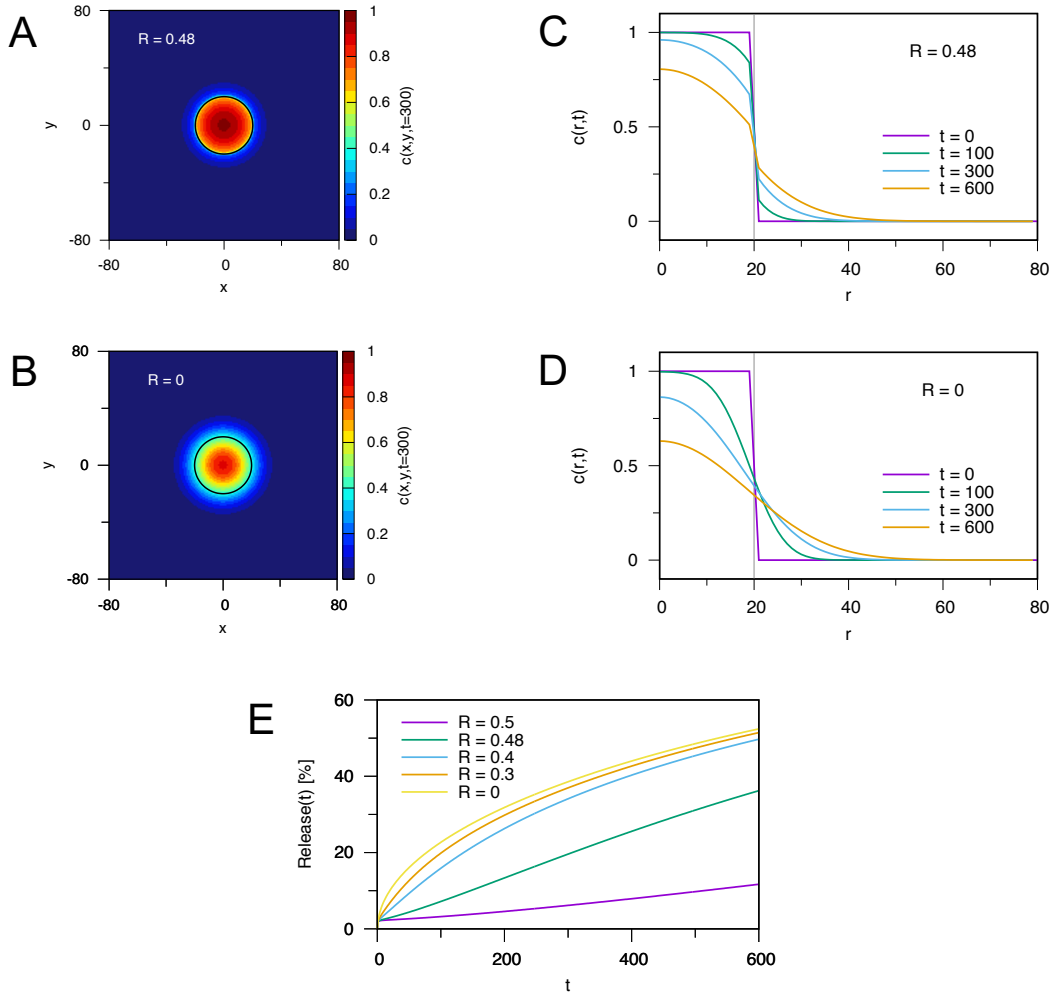 A
R = 0.48
80
0
-80
y
-80
0
80
x
1
0.8
0.6
0.4
0.2
0
c(x,y,t=300)
C
R = 0.48
1
0.5
0
c(r,t)
t = 0
t = 100
t = 300
t = 600
0
20
40
60
80
r
B
R = 0
80
0
-80
y
-80
0
80
x
1
0.8
0.6
0.4
0.2
0
c(x,y,t=300)
D
R = 0
1
0.5
0
c(r,t)
t = 0
t = 100
t = 300
t = 600
0
20
40
60
80
r
E
60
40
20
0
Release(t) [%]
R = 0.5
R = 0.48
R = 0.4
R = 0.3
R = 0
0
200
400
600
t